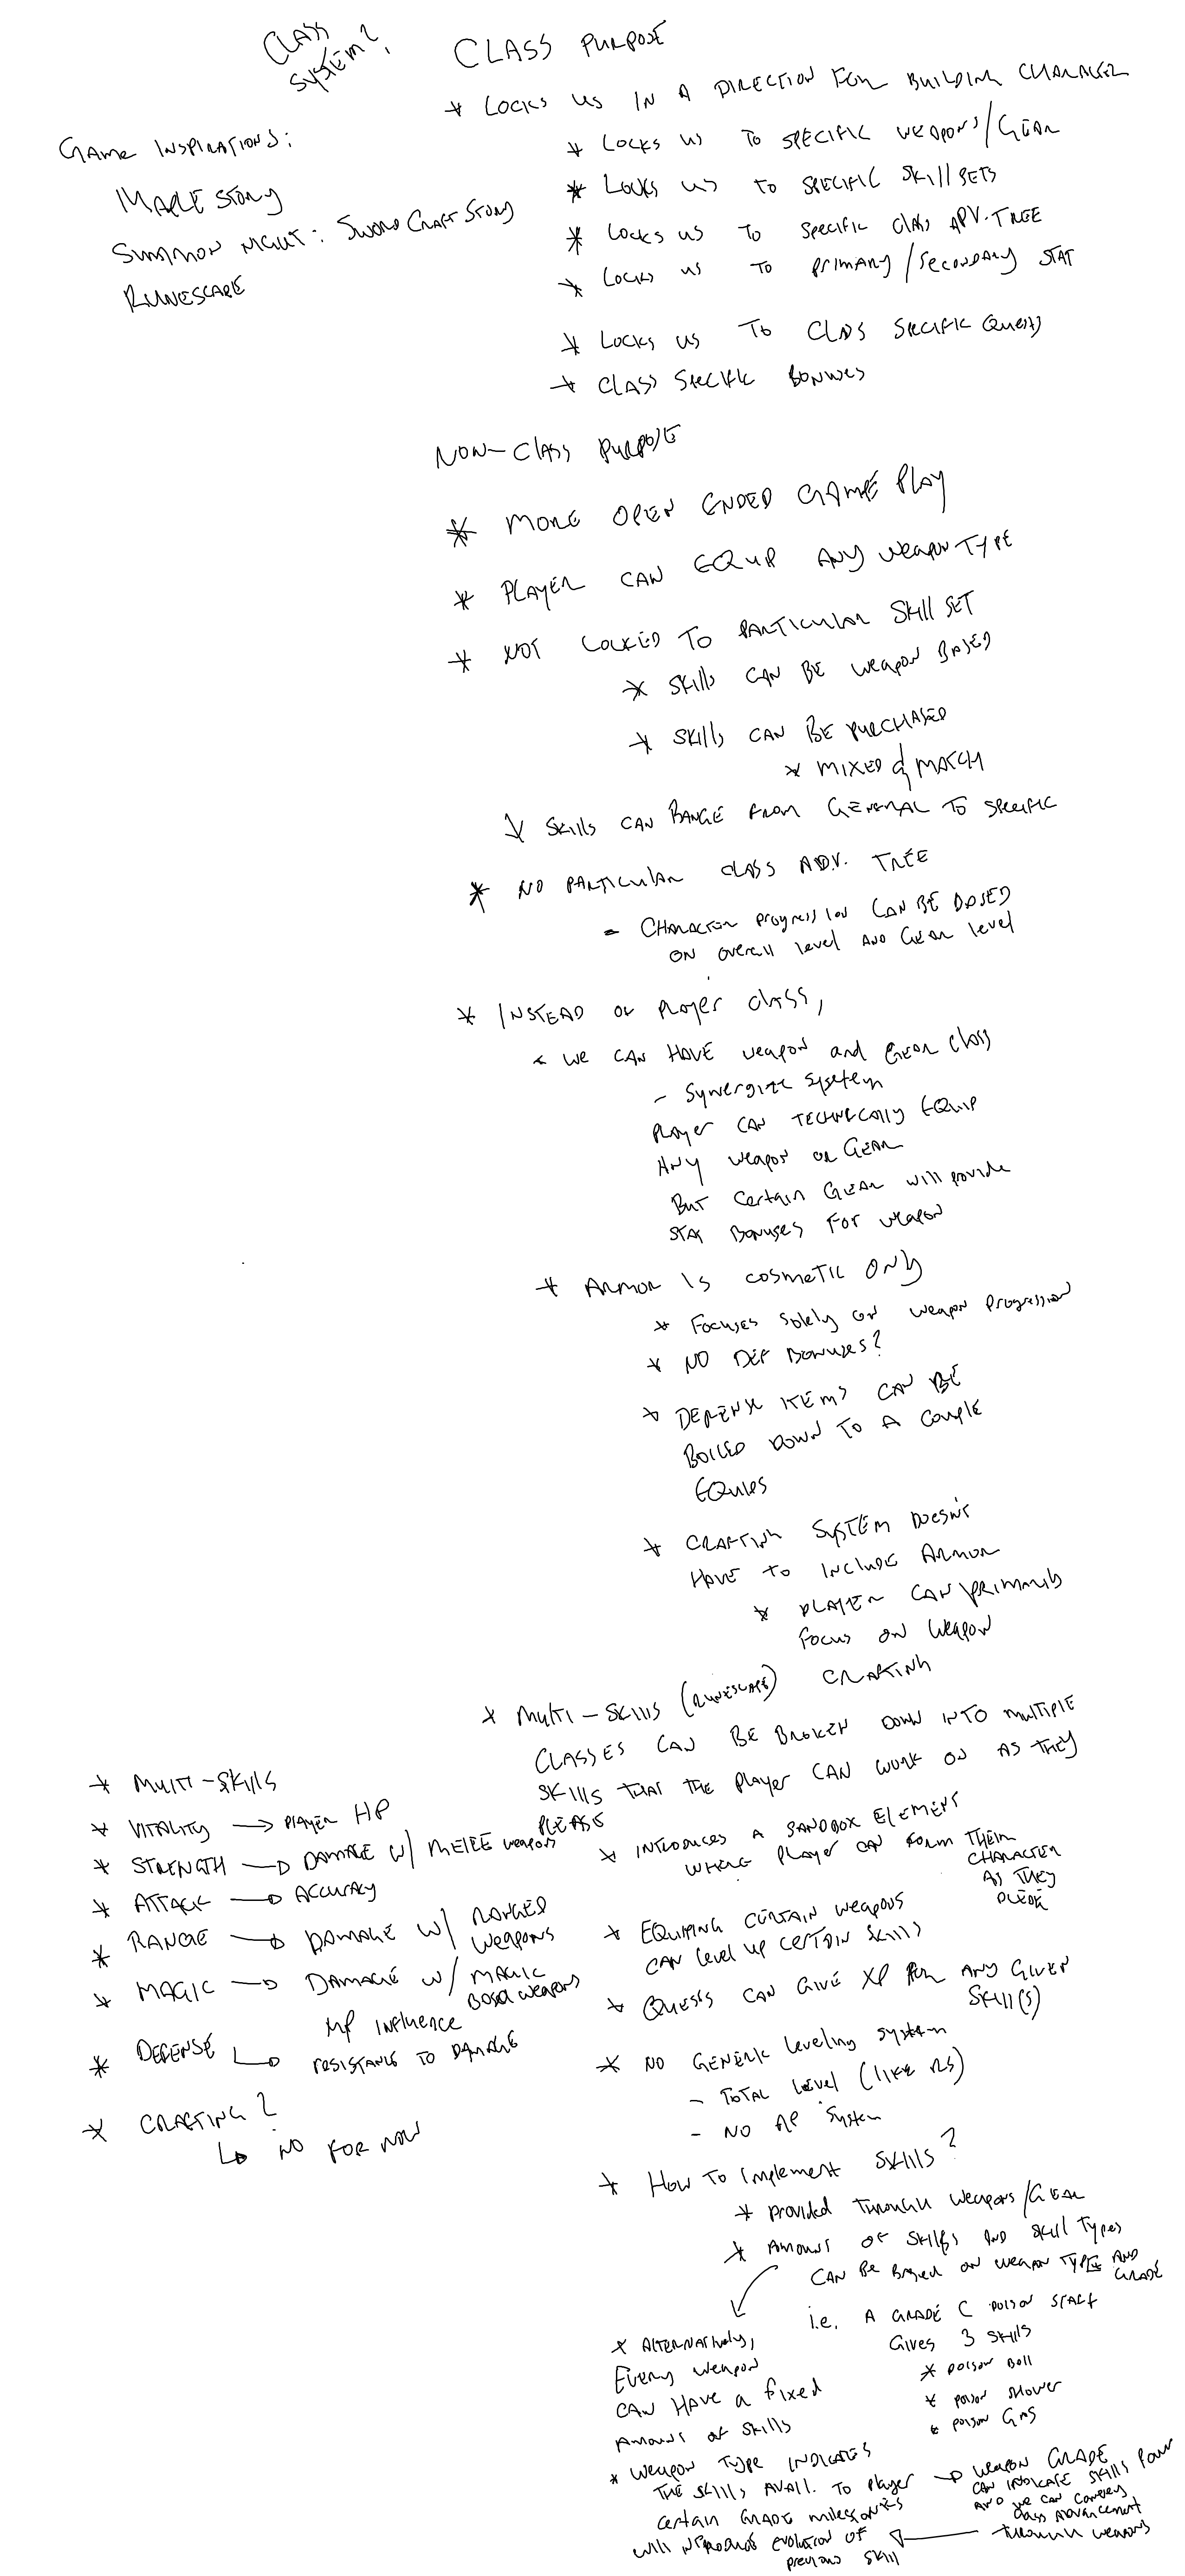 CLASS
SYSTEM?
GAME INSPIRATIONS:
MAPLE STORY
SUMMON NIGHT: SWORD CRAFT STORY
RUNESCAPE
CLASS PURPOSE
* LOCKS US IN A DIRECTION FOR BUILDING CHARACTER
* LOCKS US TO SPECIFIC WEAPONS/GEAR
* LOCKS US TO SPECIFIC SKILL SETS
* LOCKS US TO SPECIFIC CLASS ADV. TREE
* LOCKS US TO PRIMARY/SECONDARY STAT
* LOCKS US TO CLASS SPECIFIC QUESTS
* CLASS SPECIFIC BONUSES
NON-CLASS PURPOSE
* MORE OPEN ENDED GAME PLAY
* PLAYER CAN EQUIP ANY WEAPON TYPE
* NOT LOCKED TO PARTICULAR SKILL SET
* SKILLS CAN BE WEAPON BASED
* SKILLS CAN BE PURCHASED
* MIXED & MATCH
* SKILLS CAN RANGE FROM GENERAL TO SPECIFIC
* NO PARTICULAR CLASS ADV. TREE
- CHARACTER PROGRESSION CAN BE BASED
ON OVERALL LEVEL AND GEAR LEVEL
* INSTEAD OF PLAYER CLASS,
* WE CAN HAVE WEAPON AND GEAR CLASS
- SYNERGIZE SYSTEM
PLAYER CAN TECHNICALLY EQUIP
ANY WEAPON OR GEAR
BUT CERTAIN GEAR WILL PROVIDE
STAT BONUSES FOR WEAPON
* ARMOR IS COSMETIC ONLY
* FOCUSES SOLELY ON WEAPON PROGRESSION
* NO DEF BONUSES?
* DEFENSE ITEMS CAN BE
BOILED DOWN TO A COUPLE
EQUIPS
* CRAFTING SYSTEM DOESN'T
HAVE TO INCLUDE ARMOR
* PLAYER CAN PRIMARILY
FOCUS ON WEAPON
CRAFTING
* MULTI-SKILLS (RUNESCAPE)
CLASSES CAN BE BROKEN DOWN INTO MULTIPLE
SKILLS THAT THE PLAYER CAN WORK ON AS THEY
PLEASE
* INTRODUCES A SANDBOX ELEMENT
WHERE PLAYER CAN FORM THEIR
CHARACTER
AS THEY
PLEASE
* EQUIPPING CERTAIN WEAPONS
CAN LEVEL UP CERTAIN SKILLS
* QUESTS CAN GIVE XP FOR ANY GIVEN
SKILL(S)
* NO GENERIC LEVELING SYSTEM
- TOTAL LEVEL (LIKE RS)
- NO AP SYSTEM
* MULTI-SKILLS
* VITALITY → PLAYER HP
* STRENGTH → DAMAGE W/ MELEE WEAPONS
* ATTACK → ACCURACY
* RANGE → DAMAGE W/ RANGED
WEAPONS
* MAGIC → DAMAGE W/ MAGIC
BASED WEAPONS
MP INFLUENCE
* DEFENSE → RESISTANCE TO DAMAGE
* CRAFTING?
↳ NO FOR NOW
* HOW TO IMPLEMENT SKILLS?
* PROVIDED THROUGH WEAPONS/GEAR
* AMOUNT OF SKILLS AND SKILL TYPES
CAN BE BASED ON WEAPON TYPE AND
GRADE
i.e. A GRADE C POISON STAFF
GIVES 3 SKILLS
* POISON BALL
* POISON SHOWER
* POISON GAS
* ALTERNATIVELY,
EVERY WEAPON
CAN HAVE A FIXED
AMOUNT OF SKILLS
* WEAPON TYPE INDICATES
THE SKILLS AVAIL. TO PLAYER
→ WEAPON GRADE
CAN INDICATE SKILLS POWER
AND WE CAN CONVEY
CLASS ADVANCEMENT
THROUGH WEAPONS
CERTAIN GRADE MILESTONES
WILL INTRODUCE EVOLUTION OF
PREVIOUS SKILL